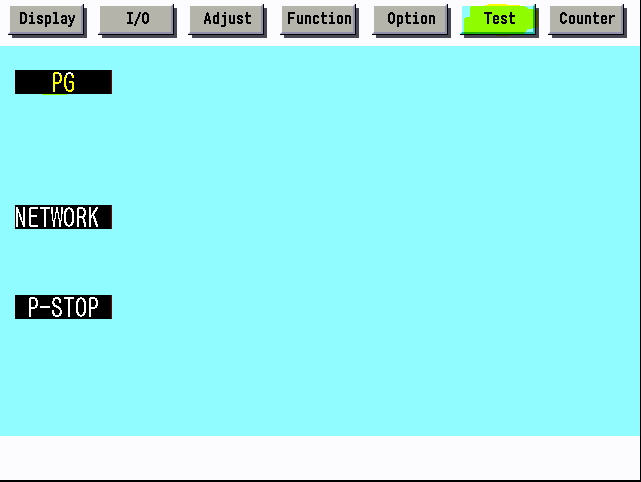 Display I/O Adjust Function Option Test Counter
PG
NETWORK
P-STOP